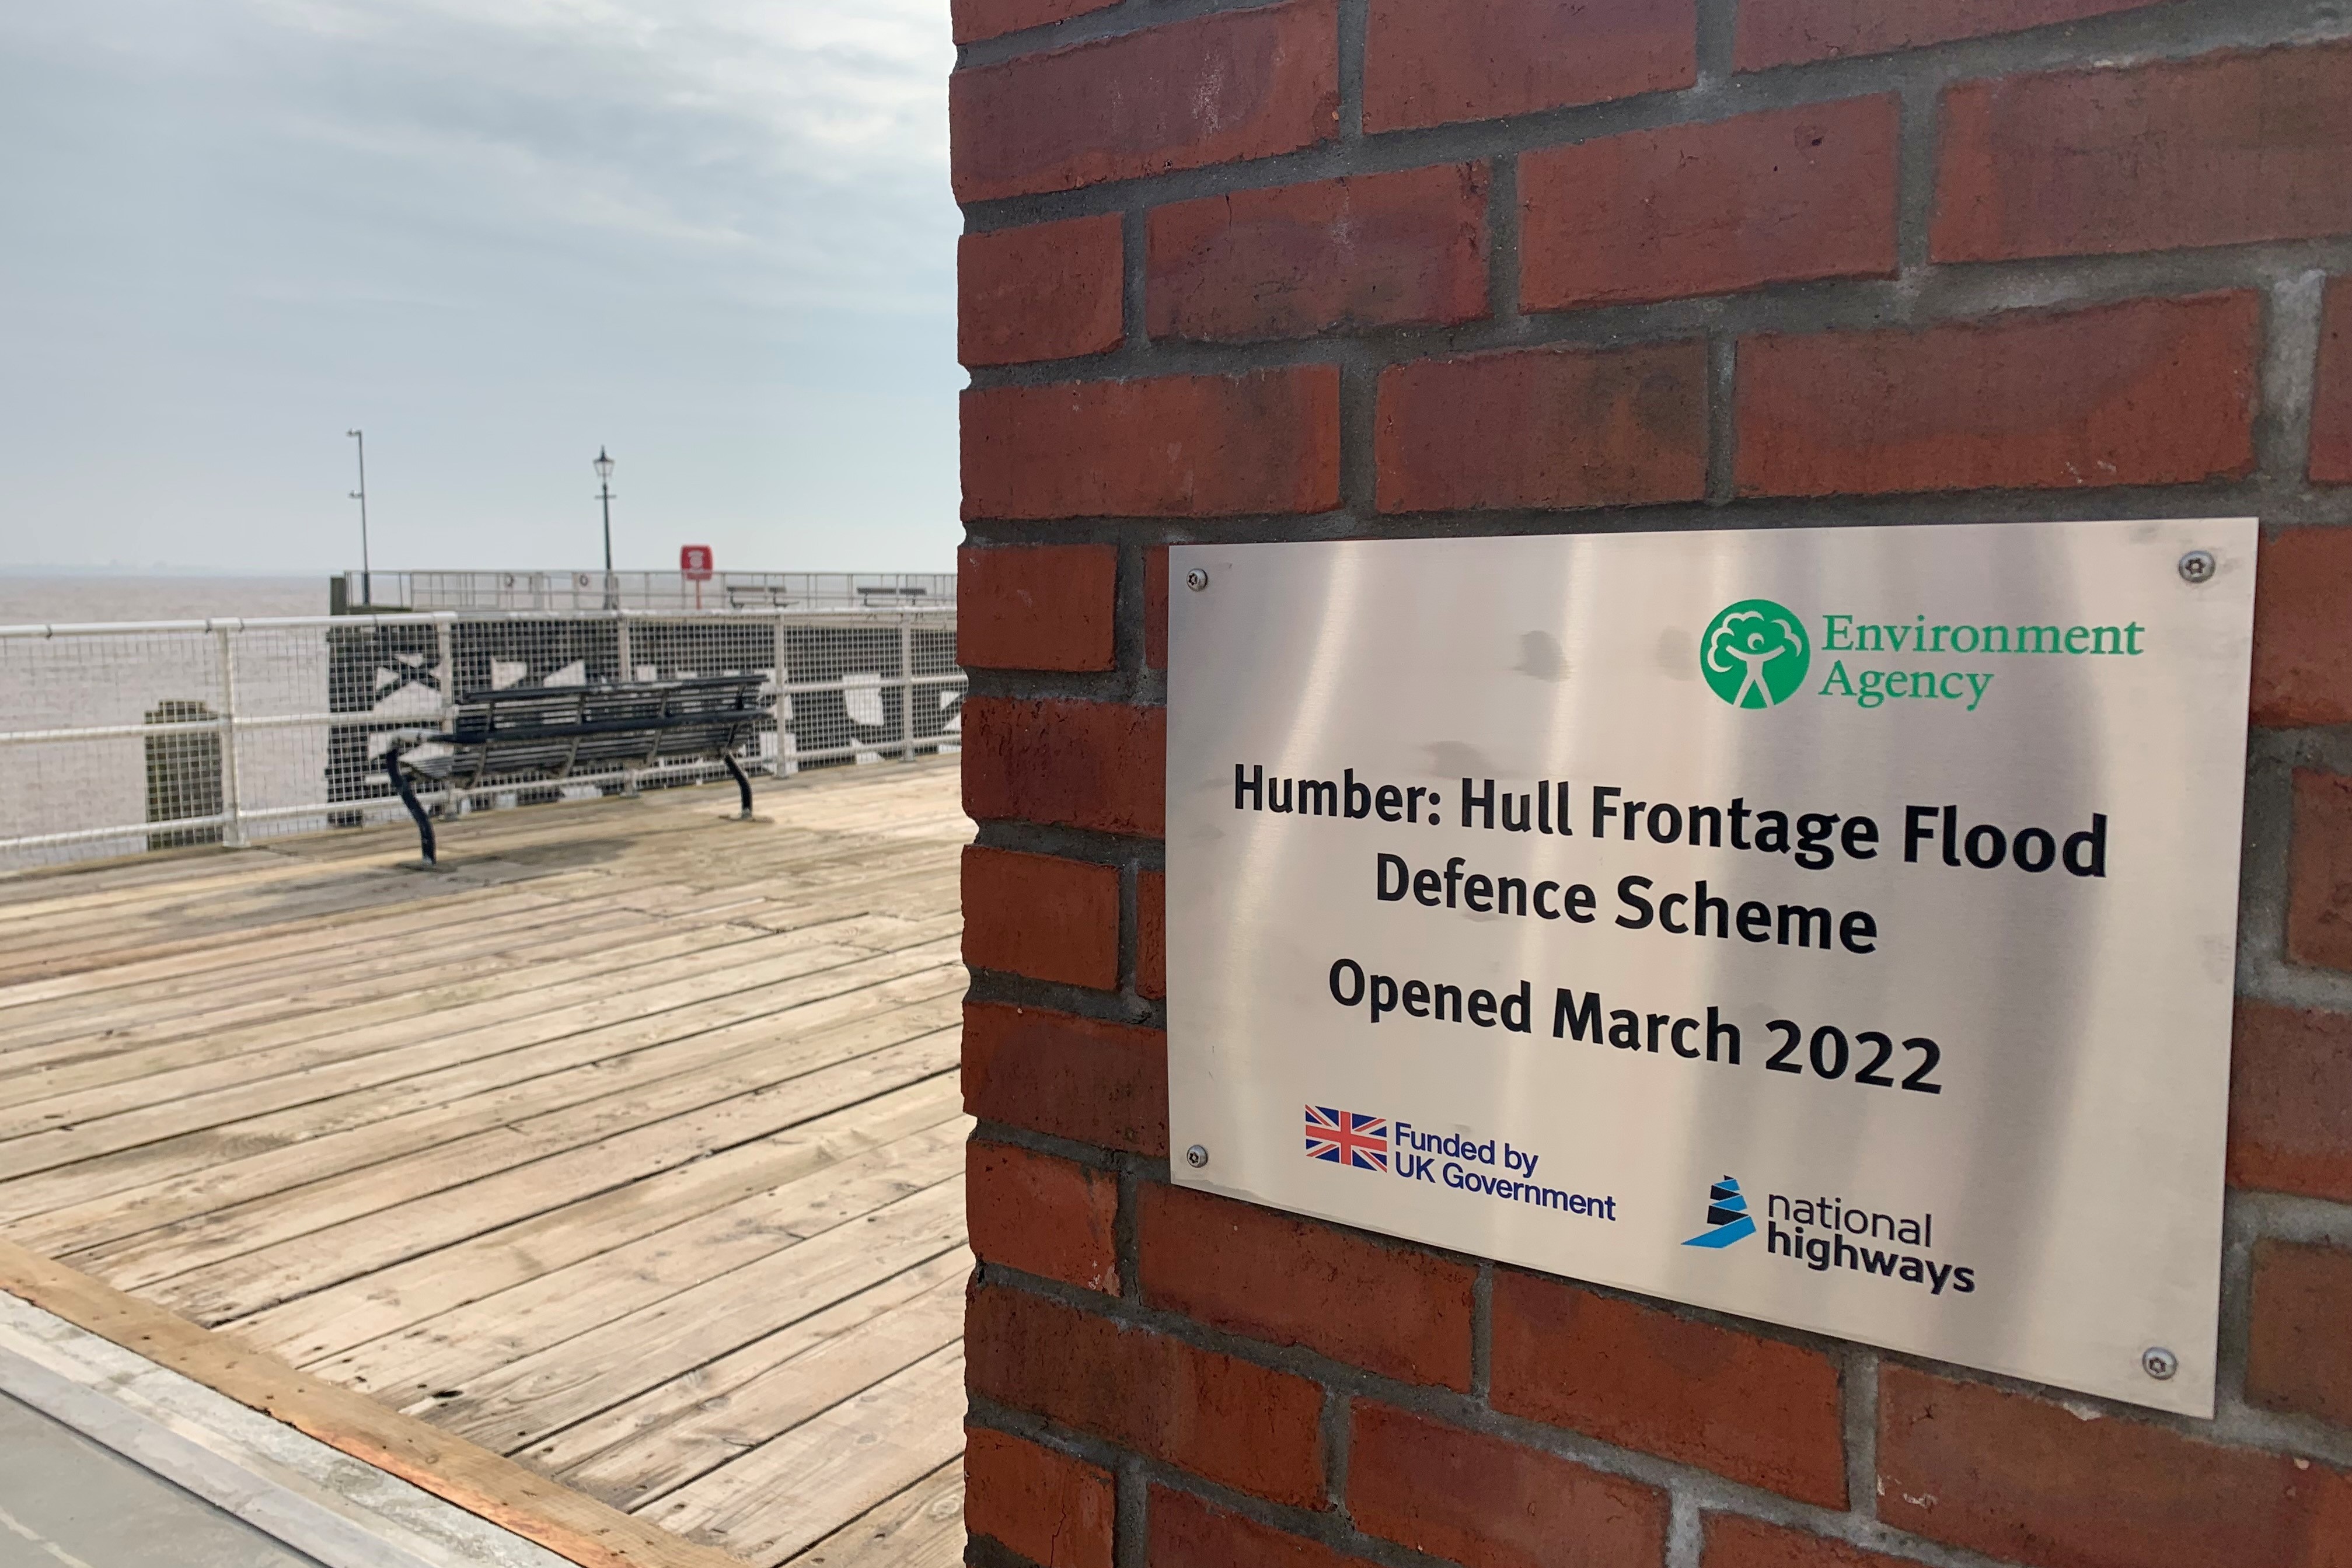 Environment
Agency
Humber: Hull Frontage Flood
Defence Scheme
Opened March 2022
Funded by
UK Government
national
highways